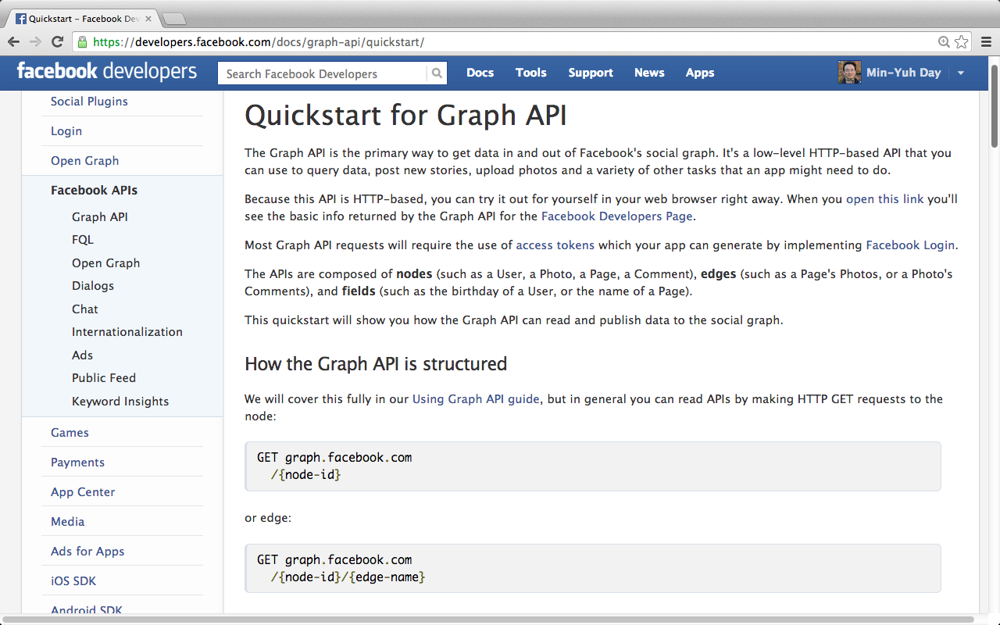 Quickstart – Facebook Dev
https://developers.facebook.com/docs/graph-api/quickstart/
facebook developers
Search Facebook Developers
Docs
Tools
Support
News
Apps
Min-Yuh Day
Social Plugins
Login
Open Graph
Facebook APIs
Graph API
FQL
Open Graph
Dialogs
Chat
Internationalization
Ads
Public Feed
Keyword Insights
Games
Payments
App Center
Media
Ads for Apps
iOS SDK
Android SDK
Quickstart for Graph API
The Graph API is the primary way to get data in and out of Facebook's social graph. It's a low-level HTTP-based API that you
can use to query data, post new stories, upload photos and a variety of other tasks that an app might need to do.
Because this API is HTTP-based, you can try it out for yourself in your web browser right away. When you open this link you'll
see the basic info returned by the Graph API for the Facebook Developers Page.
Most Graph API requests will require the use of access tokens which your app can generate by implementing Facebook Login.
The APIs are composed of nodes (such as a User, a Photo, a Page, a Comment), edges (such as a Page's Photos, or a Photo's
Comments), and fields (such as the birthday of a User, or the name of a Page).
This quickstart will show you how the Graph API can read and publish data to the social graph.
How the Graph API is structured
We will cover this fully in our Using Graph API guide, but in general you can read APIs by making HTTP GET requests to the
node:
GET graph.facebook.com
/{node-id}
or edge:
GET graph.facebook.com
/{node-id}/{edge-name}